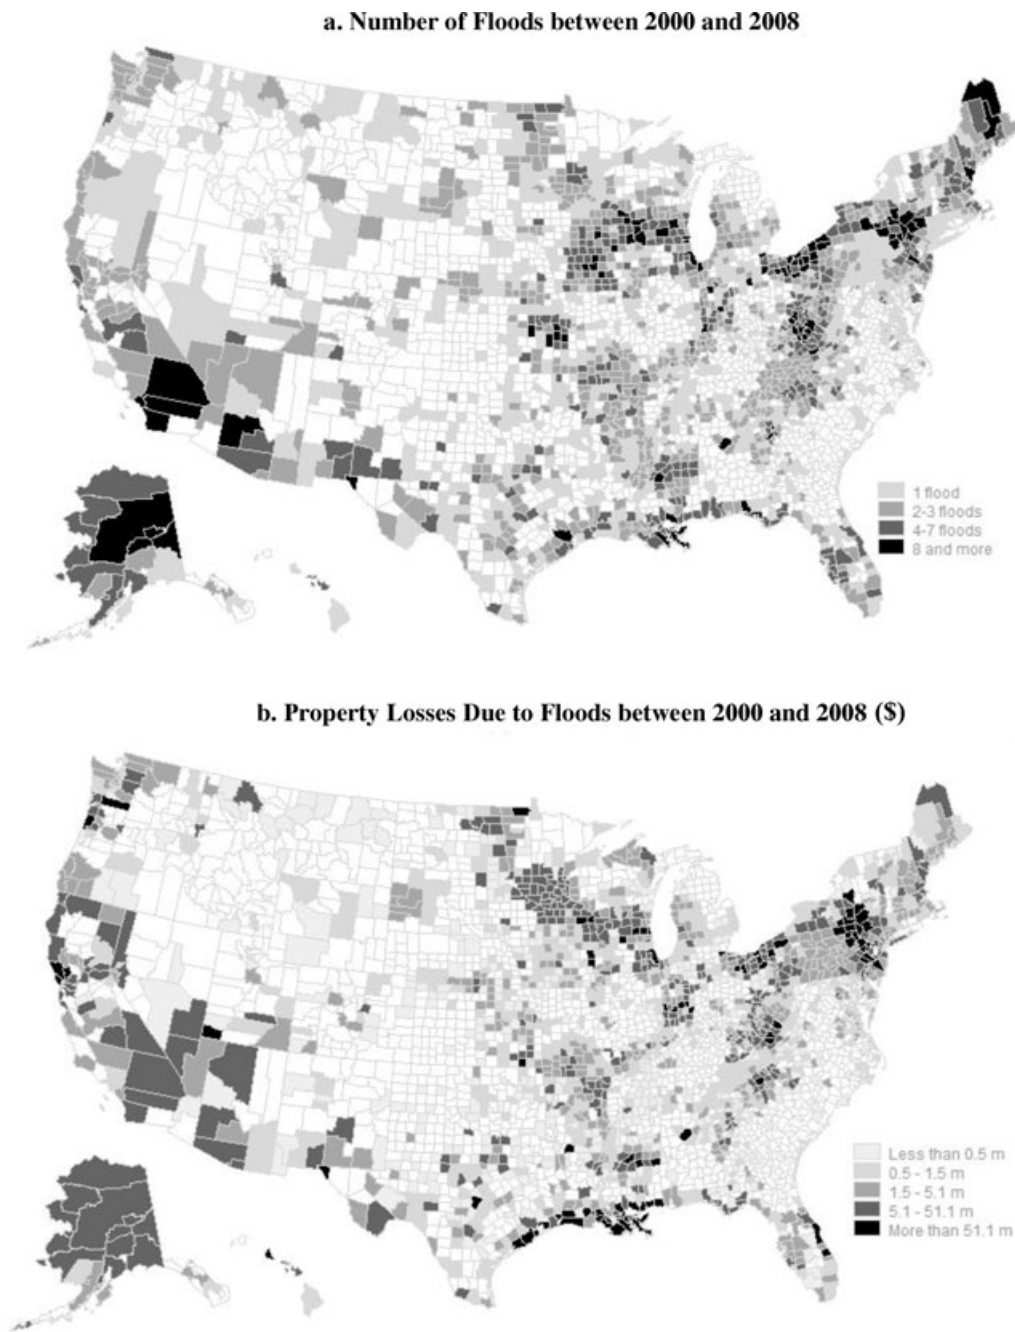 a. Number of Floods between 2000 and 2008
1 flood
2-3 floods
4-7 floods
8 and more
b. Property Losses Due to Floods between 2000 and 2008 ($)
Less than 0.5 m
0.5 - 1.5 m
1.5 - 5.1 m
5.1 - 51.1 m
More than 51.1 m